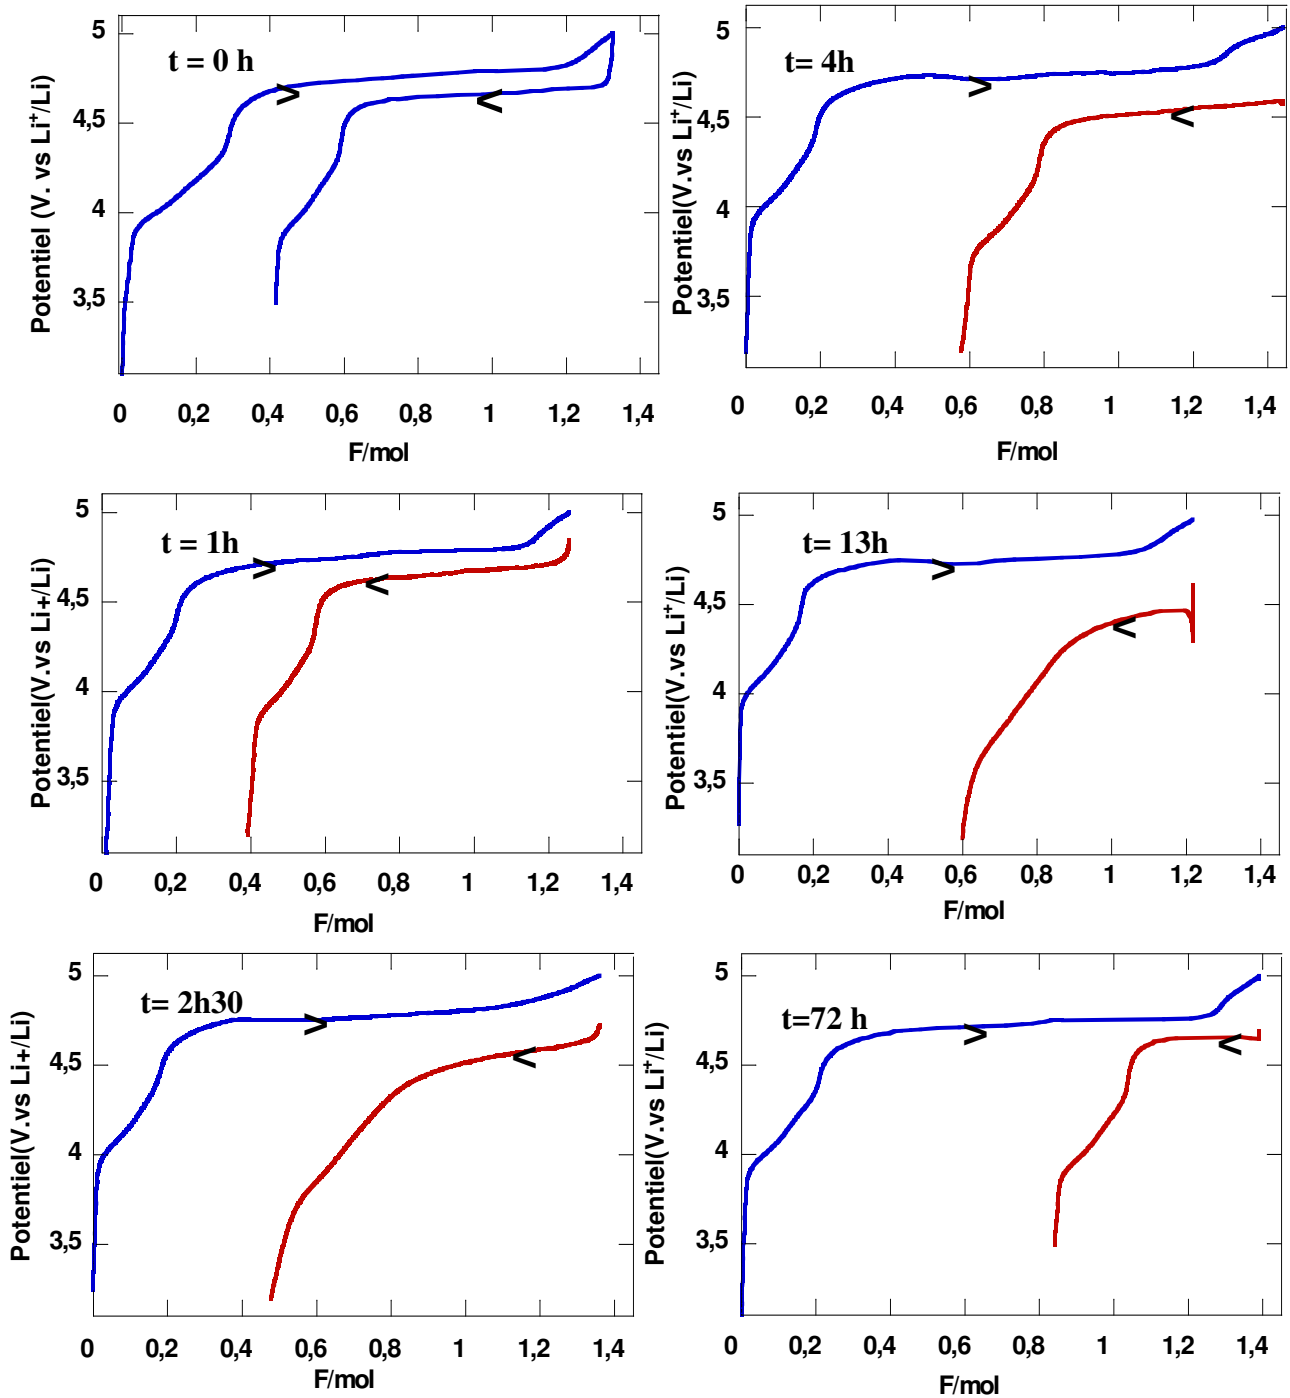 t = 0 h
Potentiel (V. vs Li⁺/Li)
5
4,5
4
3,5
0 0,2 0,4 0,6 0,8 1 1,2 1,4
F/mol
t= 4h
Potentiel(V.vs Li⁺/Li)
5
4,5
4
3,5
0 0,2 0,4 0,6 0,8 1 1,2 1,4
F/mol
t = 1h
Potentiel(V.vs Li+/Li)
5
4,5
4
3,5
0 0,2 0,4 0,6 0,8 1 1,2 1,4
F/mol
t= 13h
Potentiel(V.vs Li⁺/Li)
5
4,5
4
3,5
0 0,2 0,4 0,6 0,8 1 1,2 1,4
F/mol
t= 2h30
Potentiel(V.vs Li+/Li)
5
4,5
4
3,5
0 0,2 0,4 0,6 0,8 1 1,2 1,4
F/mol
t=72 h
Potentiel(V.vs Li⁺/Li)
5
4,5
4
3,5
0 0,2 0,4 0,6 0,8 1 1,2 1,4
F/mol